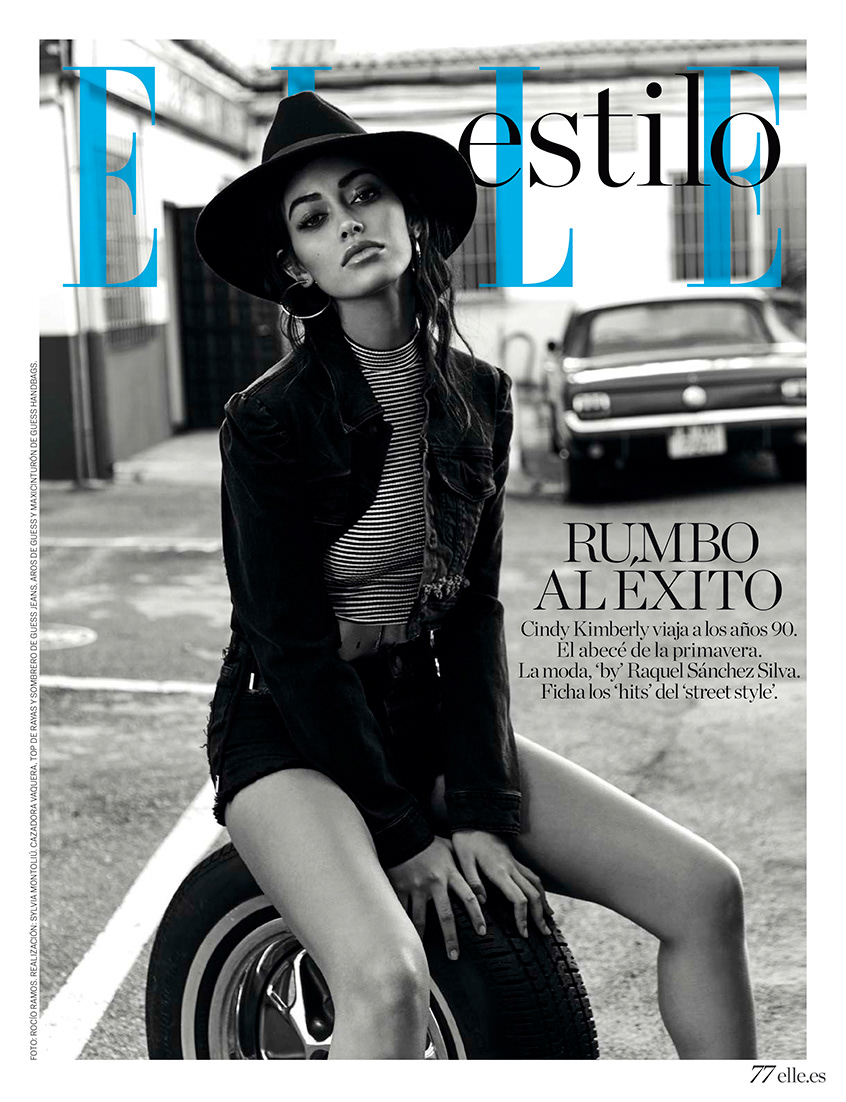 ELLE
estilo
RUMBO
AL ÉXITO
Cindy Kimberly viaja a los años 90.
El abecé de la primavera.
La moda, ‘by’ Raquel Sánchez Silva.
Ficha los ‘hits’ del ‘street style’.
FOTO: ROCÍO RAMOS. REALIZACIÓN: SYLVIA MONTOLIÚ. CAZADORA VAQUERA, TOP DE RAYAS Y SOMBRERO DE GUESS JEANS. AROS DE GUESS Y MAXICINTURÓN DE GUESS HANDBAGS.
77 elle.es